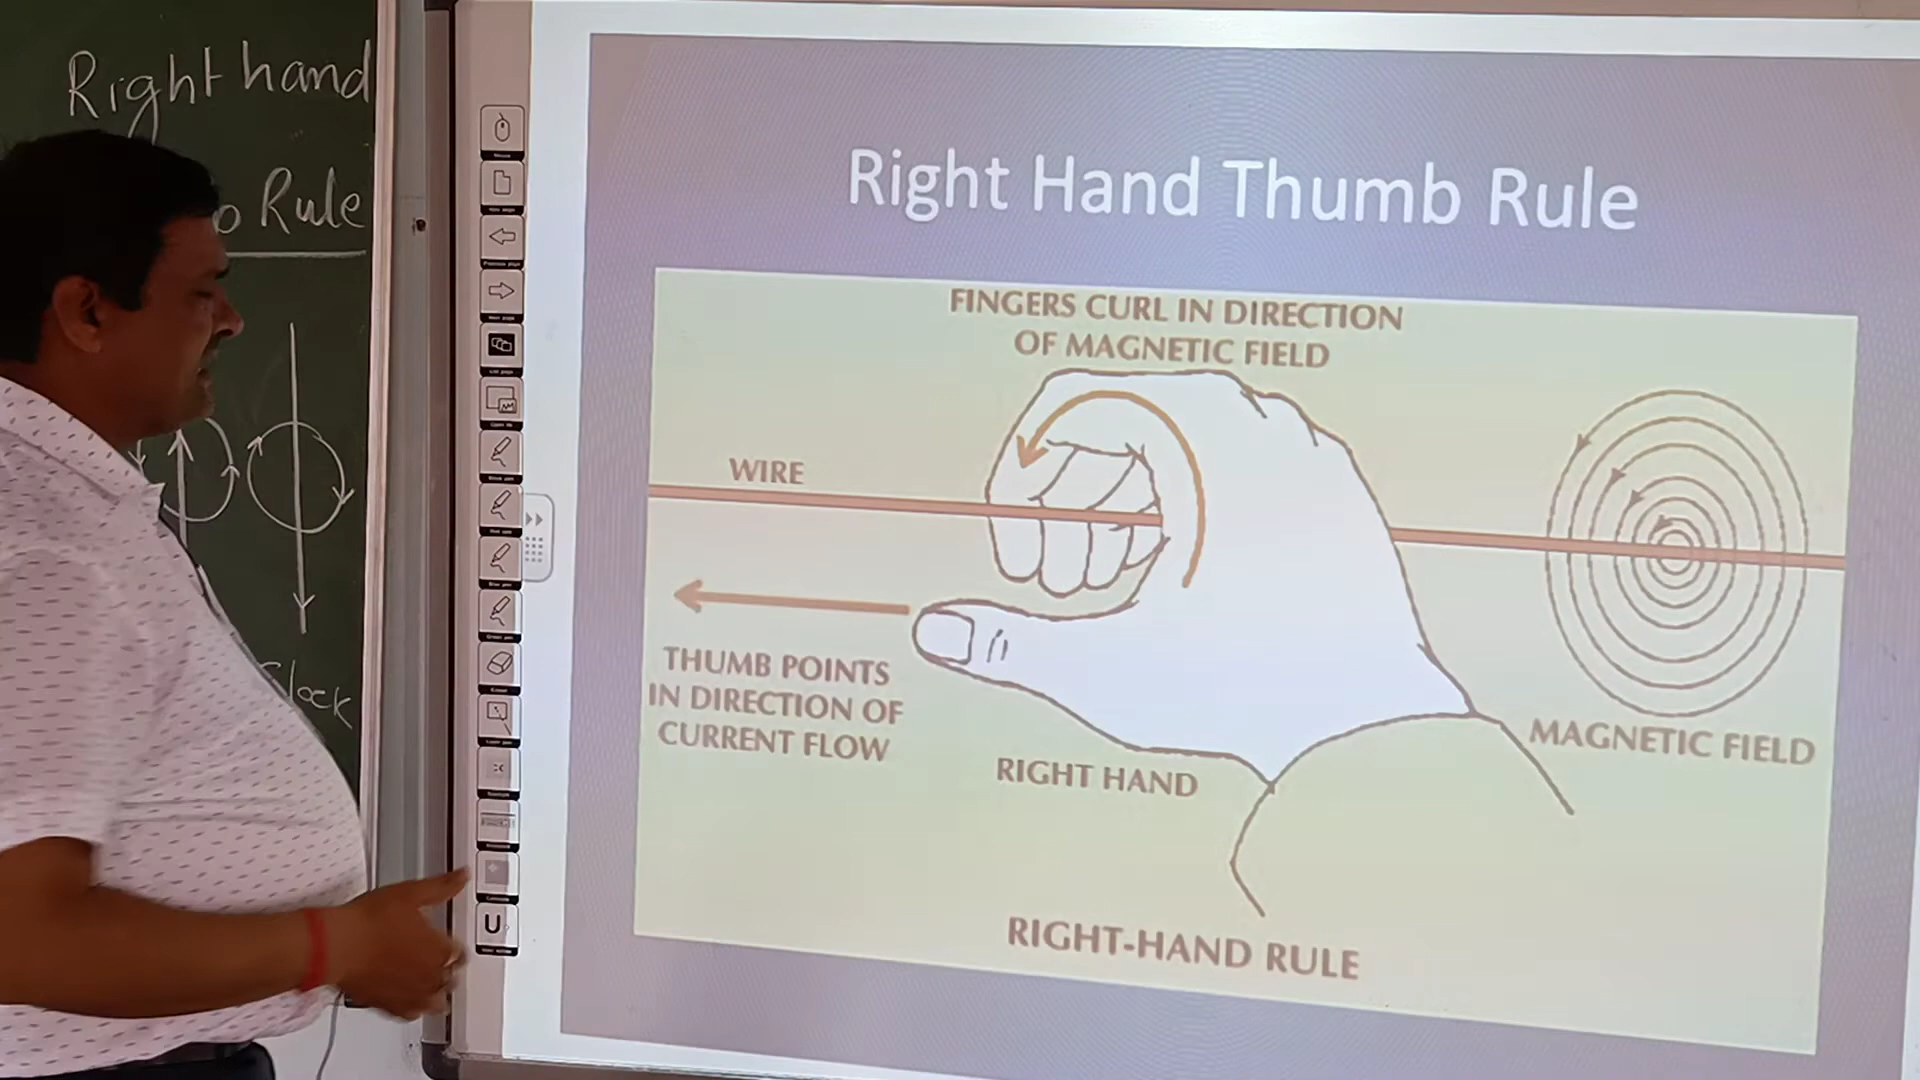 Right hand
Rule
Clock
Right Hand Thumb Rule
FINGERS CURL IN DIRECTION
OF MAGNETIC FIELD
WIRE
THUMB POINTS
IN DIRECTION OF
CURRENT FLOW
RIGHT HAND
MAGNETIC FIELD
RIGHT-HAND RULE